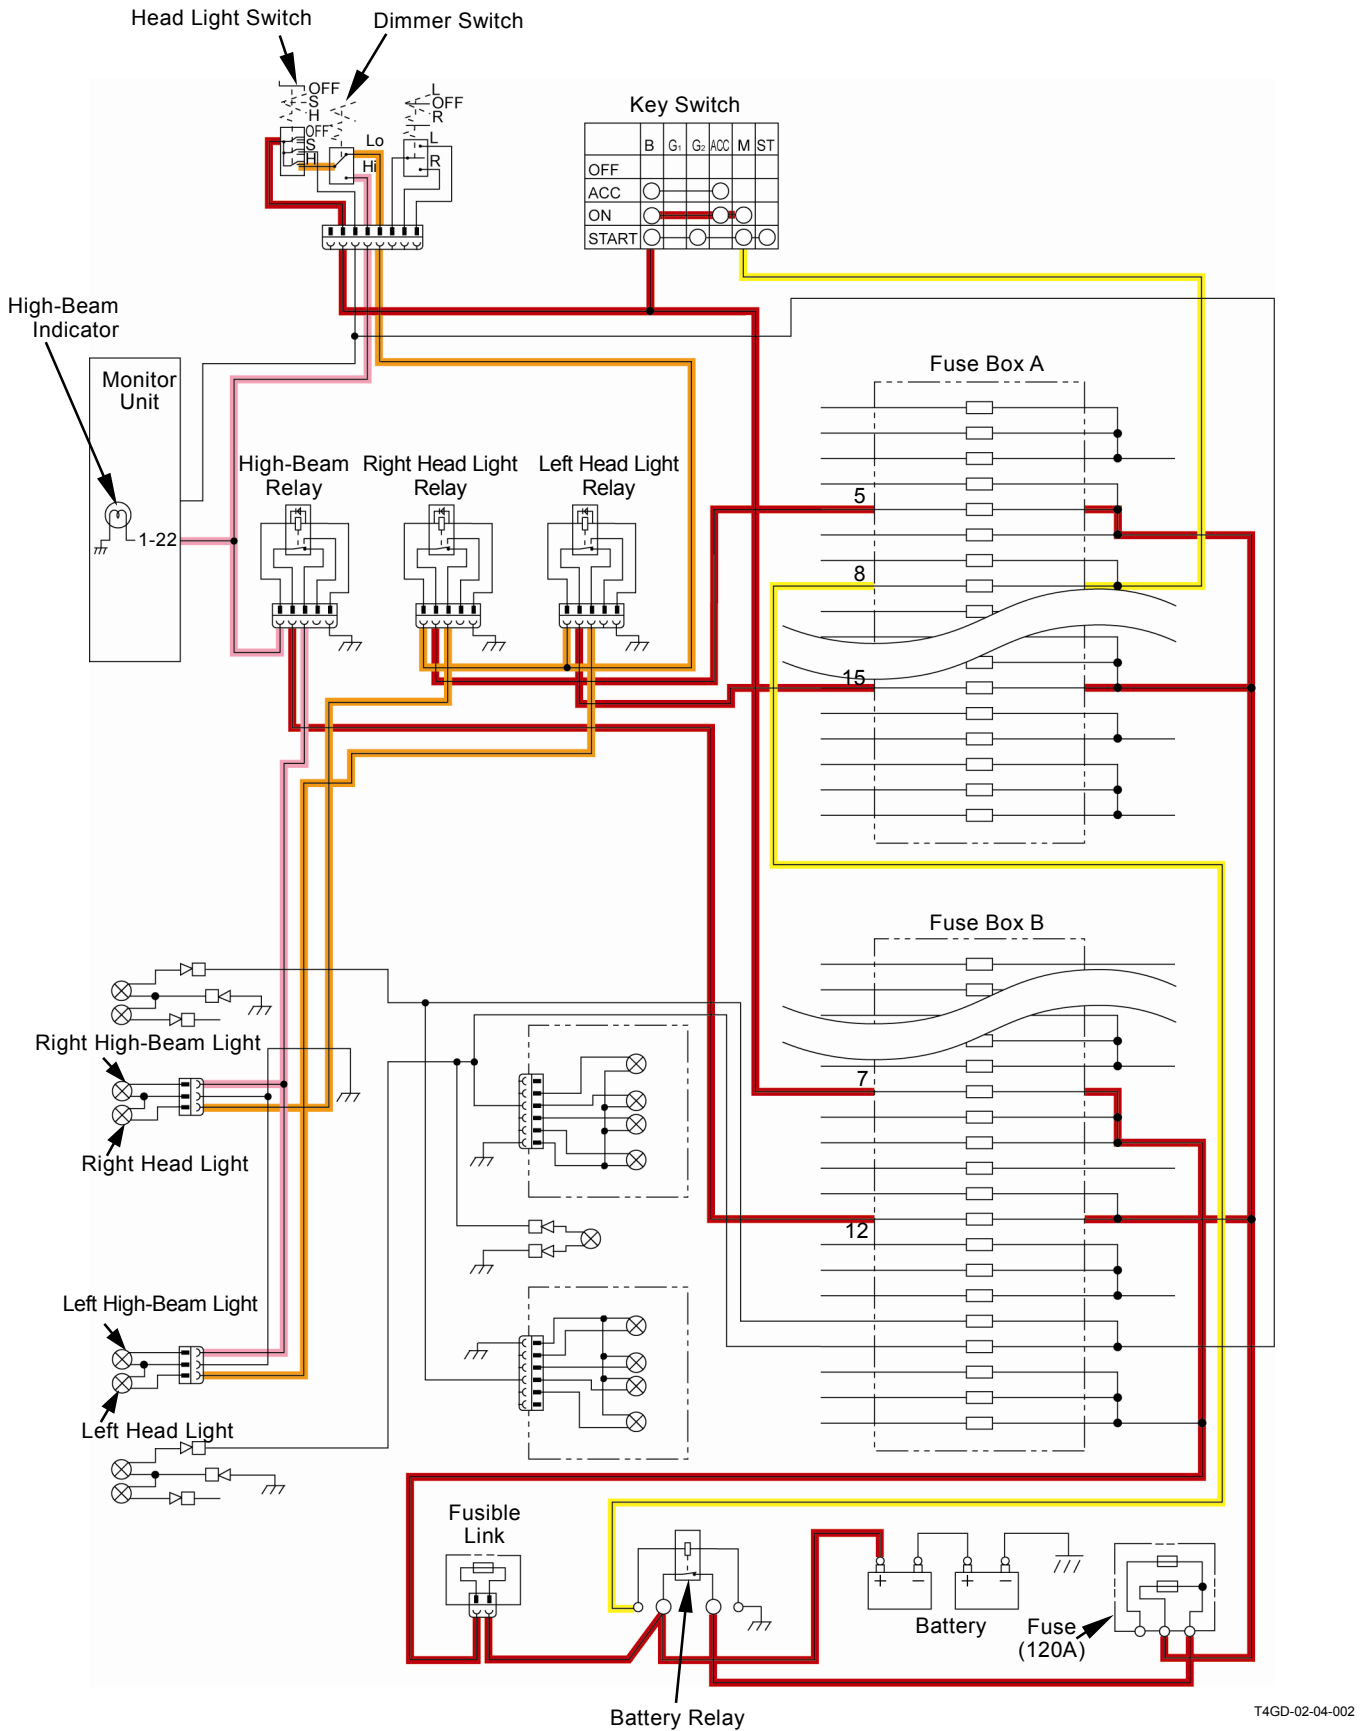 Head Light Switch
Dimmer Switch
OFF
S
H
OFF
S
H
Lo
Hi
L
OFF
R
L
R
Key Switch
B G1 G2 ACC M ST
OFF
ACC
ON
START
High-Beam
Indicator
Monitor
Unit
1-22
High-Beam
Relay
Right Head Light
Relay
Left Head Light
Relay
Fuse Box A
5
8
15
Fuse Box B
7
12
Right High-Beam Light
Right Head Light
Left High-Beam Light
Left Head Light
Fusible
Link
Battery Relay
+ −
+ −
Battery
Fuse
(120A)
T4GD-02-04-002